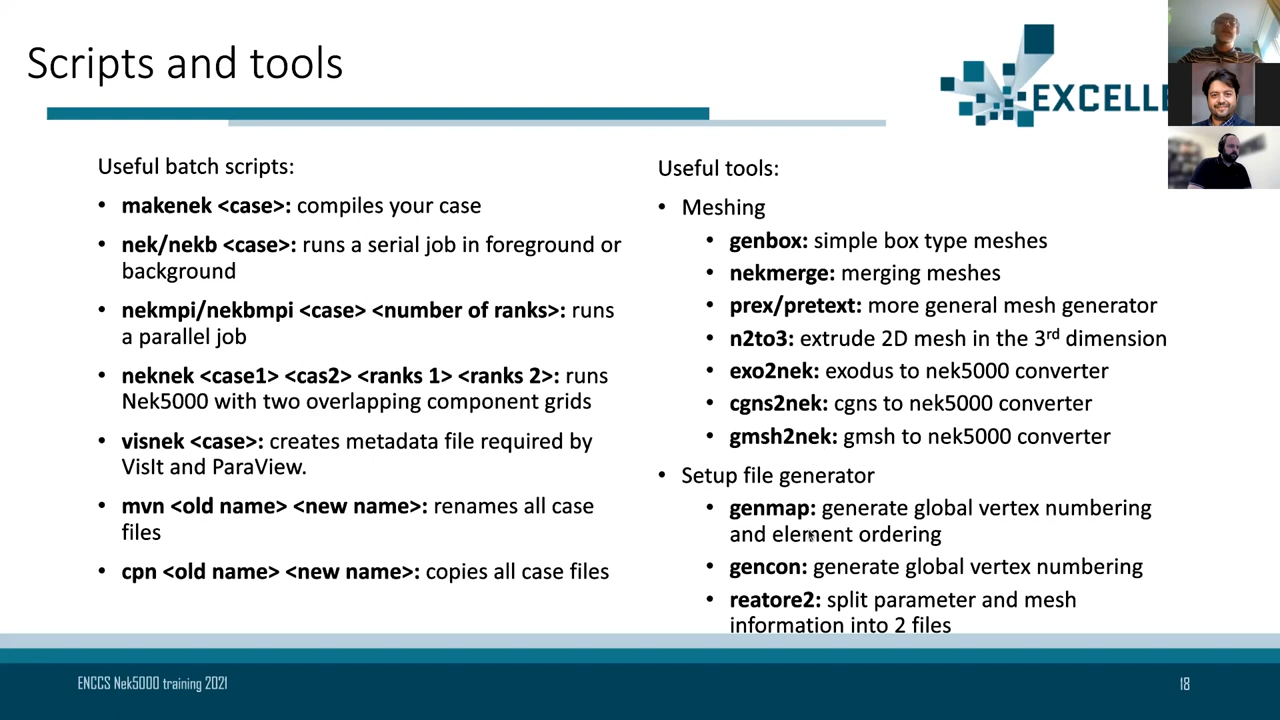 Scripts and tools
EXCELLE
Useful batch scripts:
• makenek <case>: compiles your case
• nek/nekb <case>: runs a serial job in foreground or
background
• nekmpi/nekbmpi <case> <number of ranks>: runs
a parallel job
• neknek <case1> <cas2> <ranks 1> <ranks 2>: runs
Nek5000 with two overlapping component grids
• visnek <case>: creates metadata file required by
VisIt and ParaView.
• mvn <old name> <new name>: renames all case
files
• cpn <old name> <new name>: copies all case files
Useful tools:
• Meshing
• genbox: simple box type meshes
• nekmerge: merging meshes
• prex/pretext: more general mesh generator
• n2to3: extrude 2D mesh in the 3rd dimension
• exo2nek: exodus to nek5000 converter
• cgns2nek: cgns to nek5000 converter
• gmsh2nek: gmsh to nek5000 converter
• Setup file generator
• genmap: generate global vertex numbering
and element ordering
• gencon: generate global vertex numbering
• reatore2: split parameter and mesh
information into 2 files
ENCCS Nek5000 training 2021
18